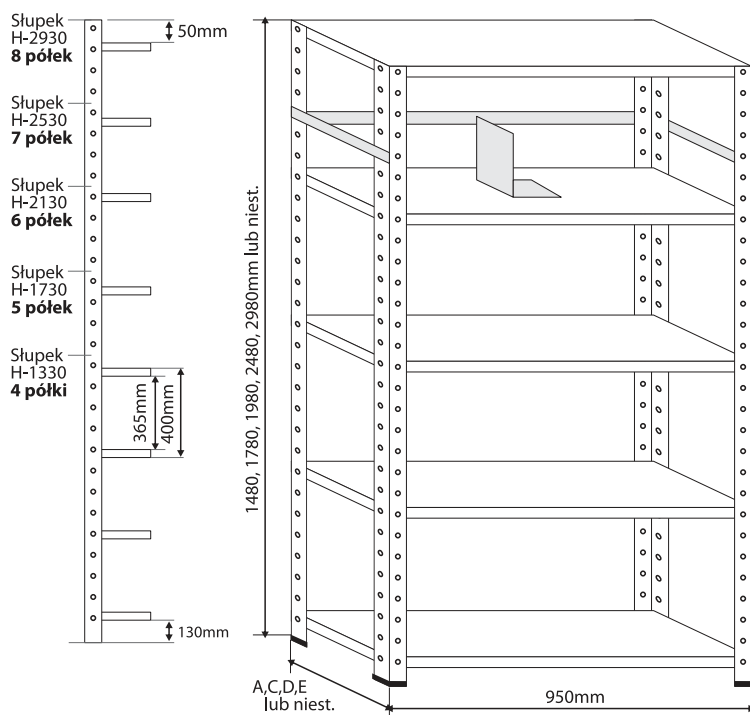 Słupek
H-2930
8 półek
Słupek
H-2530
7 półek
Słupek
H-2130
6 półek
Słupek
H-1730
5 półek
Słupek
H-1330
4 półki
50mm
365mm
400mm
130mm
1480, 1780, 1980, 2480, 2980mm lub niest.
A,C,D,E
lub niest.
950mm